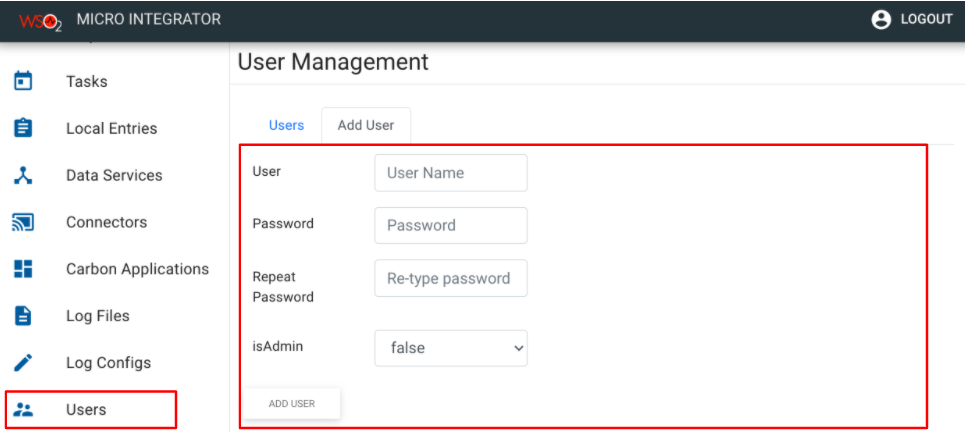 WSO2 MICRO INTEGRATOR LOGOUT
Tasks
Local Entries
Data Services
Connectors
Carbon Applications
Log Files
Log Configs
Users
User Management
Users Add User
User User Name
Password Password
Repeat Password Re-type password
isAdmin false
ADD USER